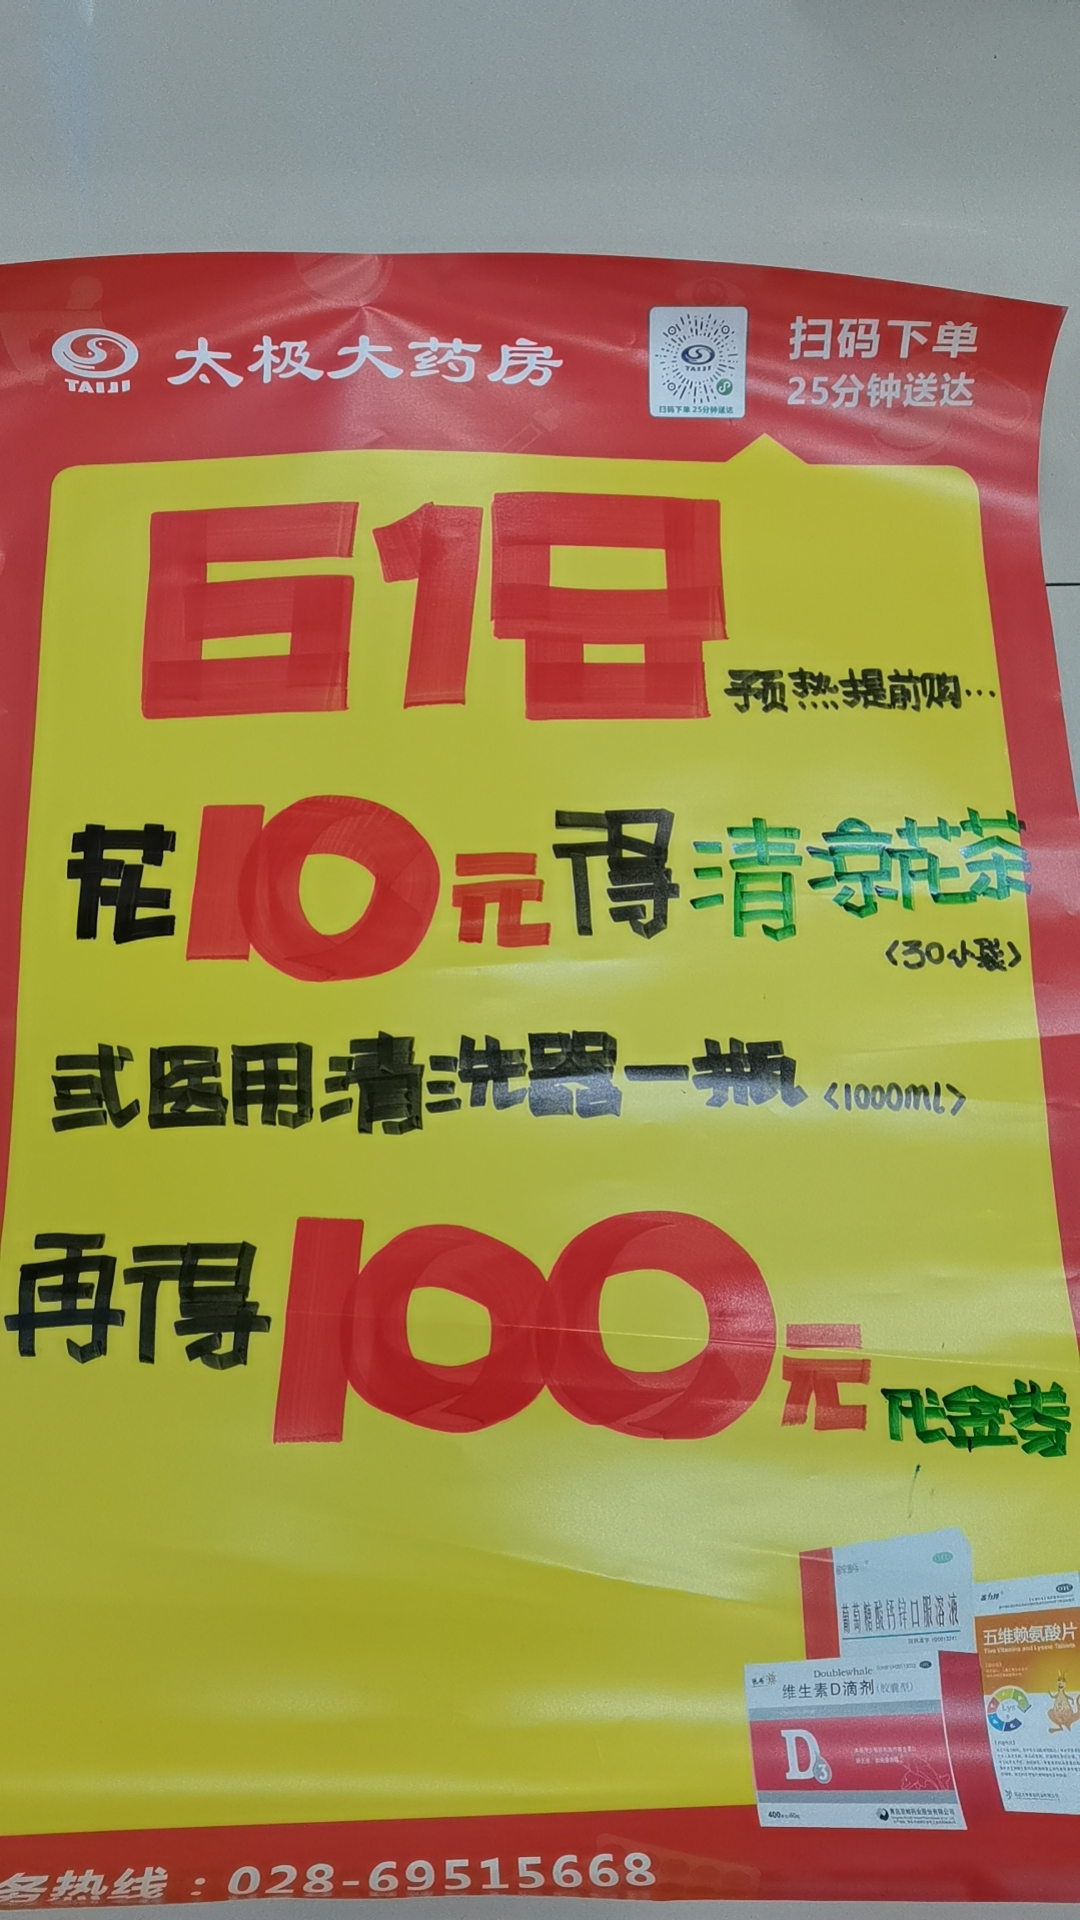 TAIJI
太极大药房
TAIJI
扫码下单 25分钟送达
扫码下单
25分钟送达
618
预热提前购…
花10元得清凉花茶
<30小袋>
或医用清洗器一瓶<1000ml>
再得100元代金券
葡萄糖酸钙锌口服溶液
五维赖氨酸片
Five Vitamins and Lysine Tablets
Doublewhale
维生素D滴剂(胶囊型)
D3
务热线：028-69515668